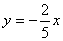 y = -2/5 x